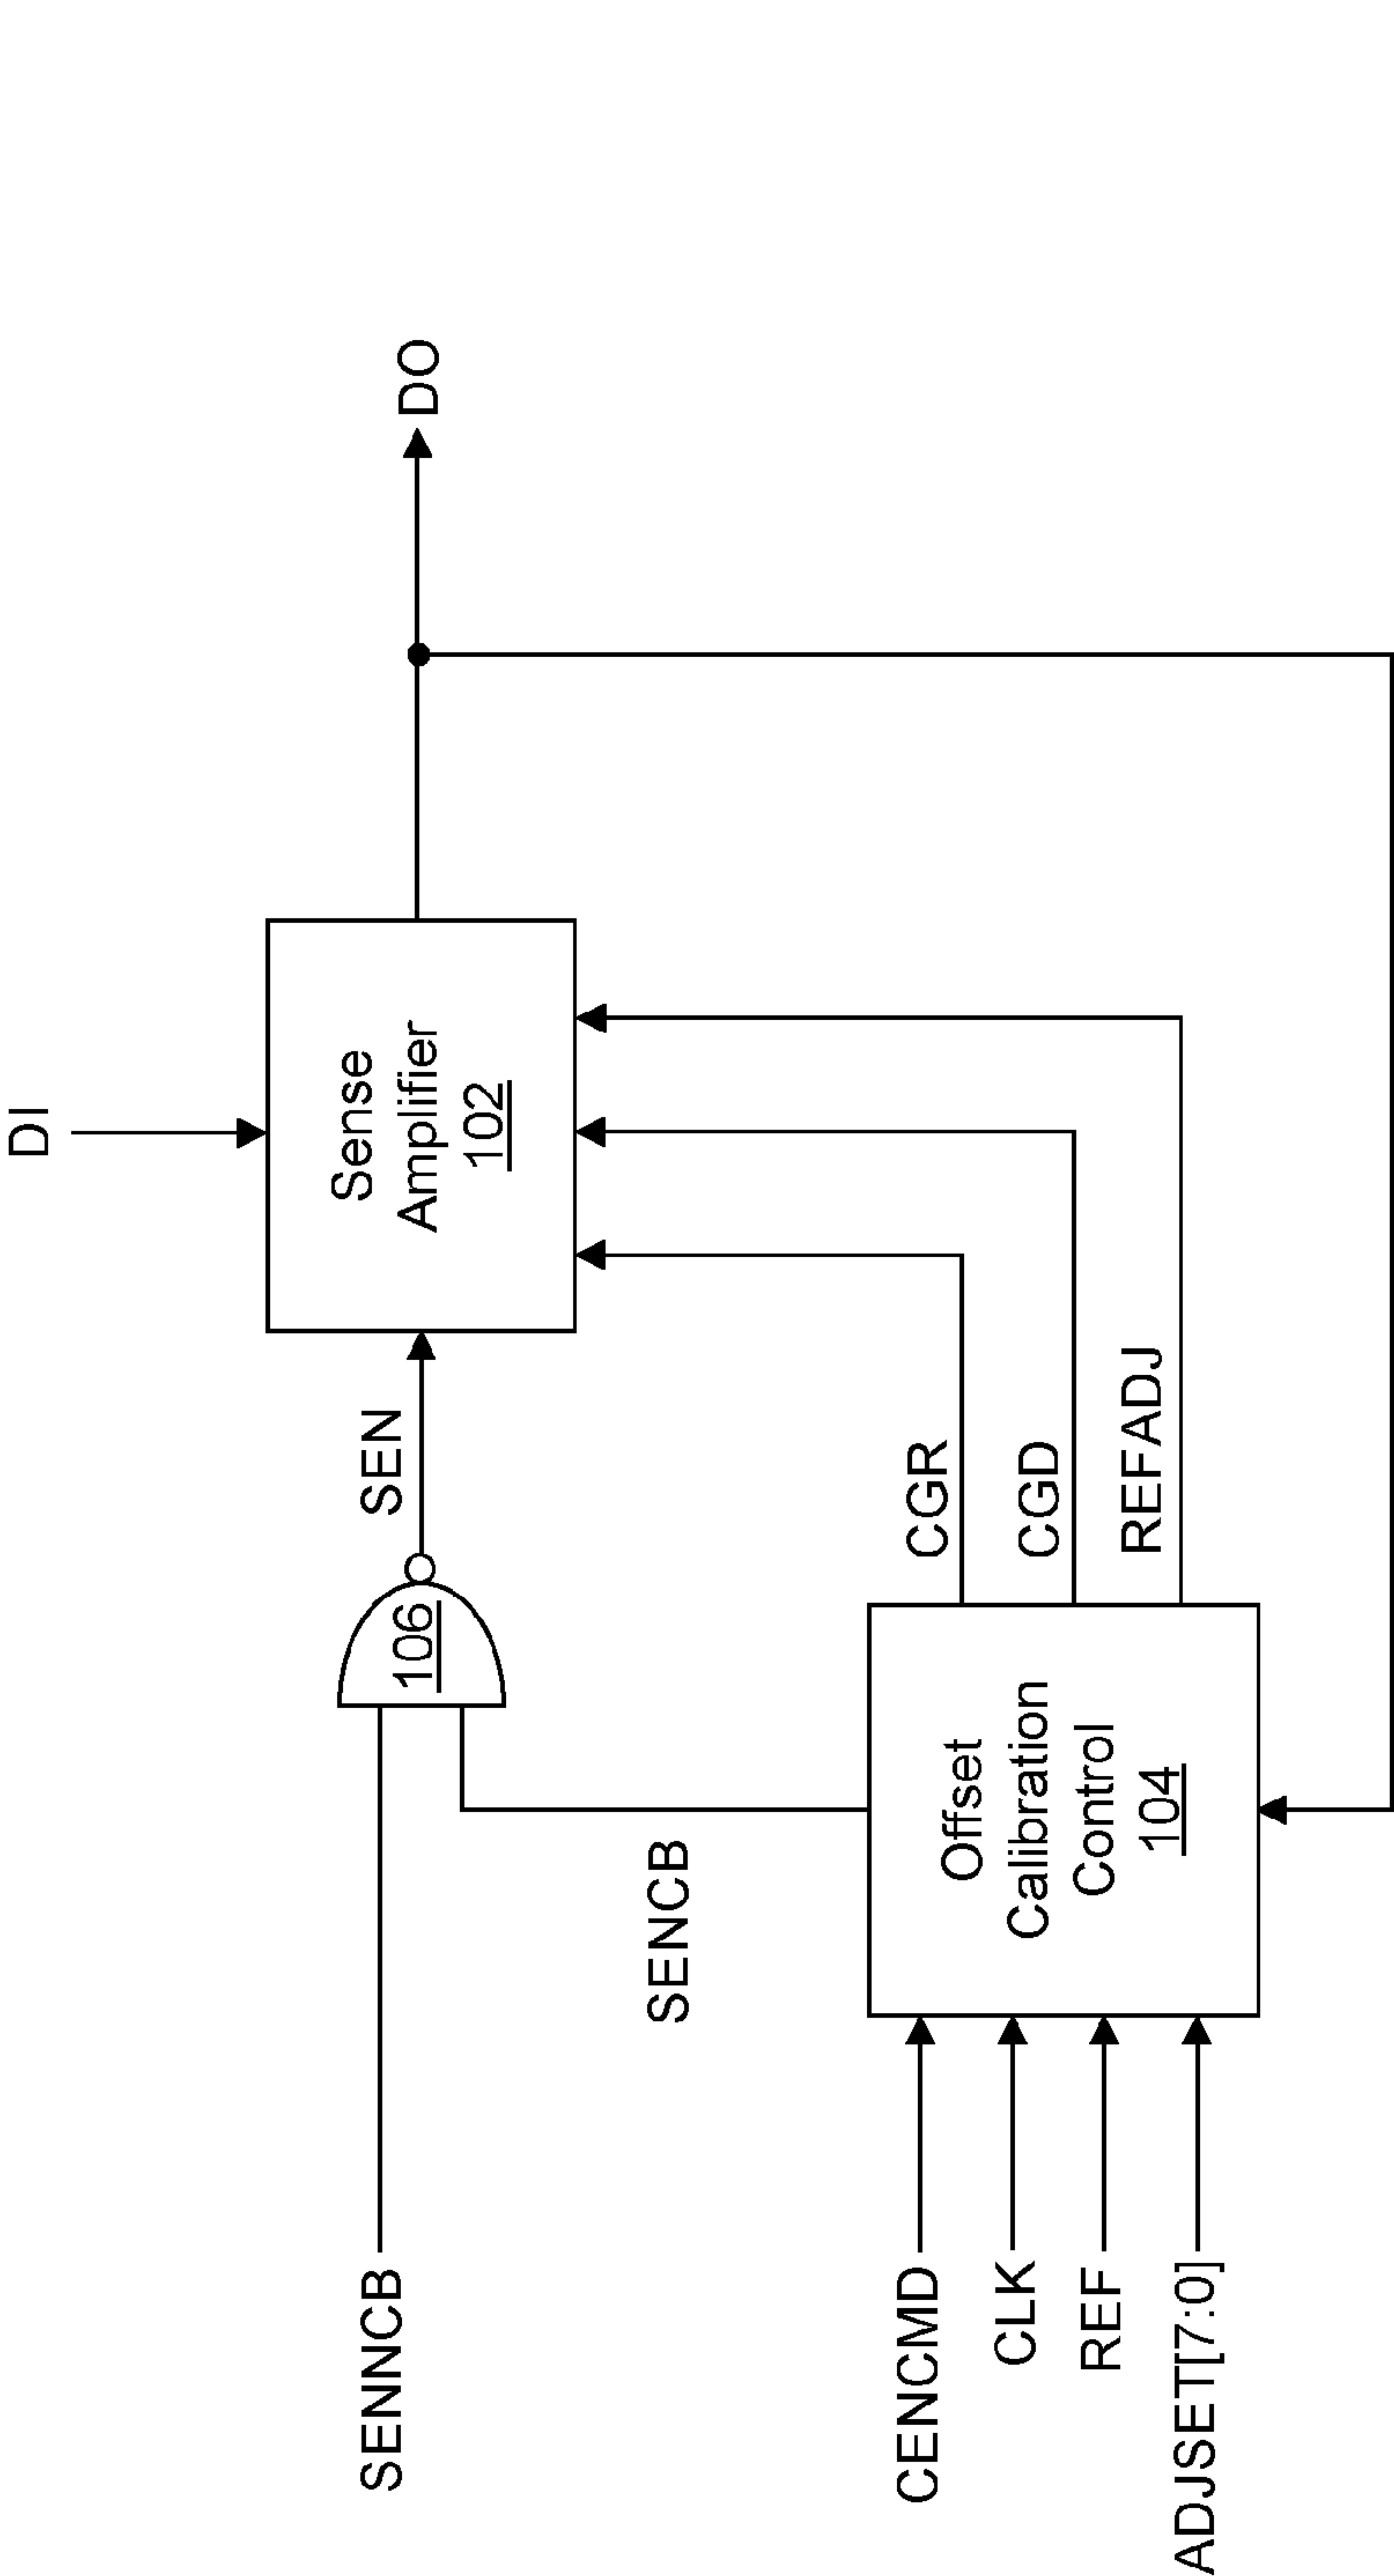 DI
SENNCB
106
SEN
Sense
Amplifier
102
DO
SENCB
CENCMD
CLK
REF
ADJSET[7:0]
Offset
Calibration
Control
104
CGR
CGD
REFADJ